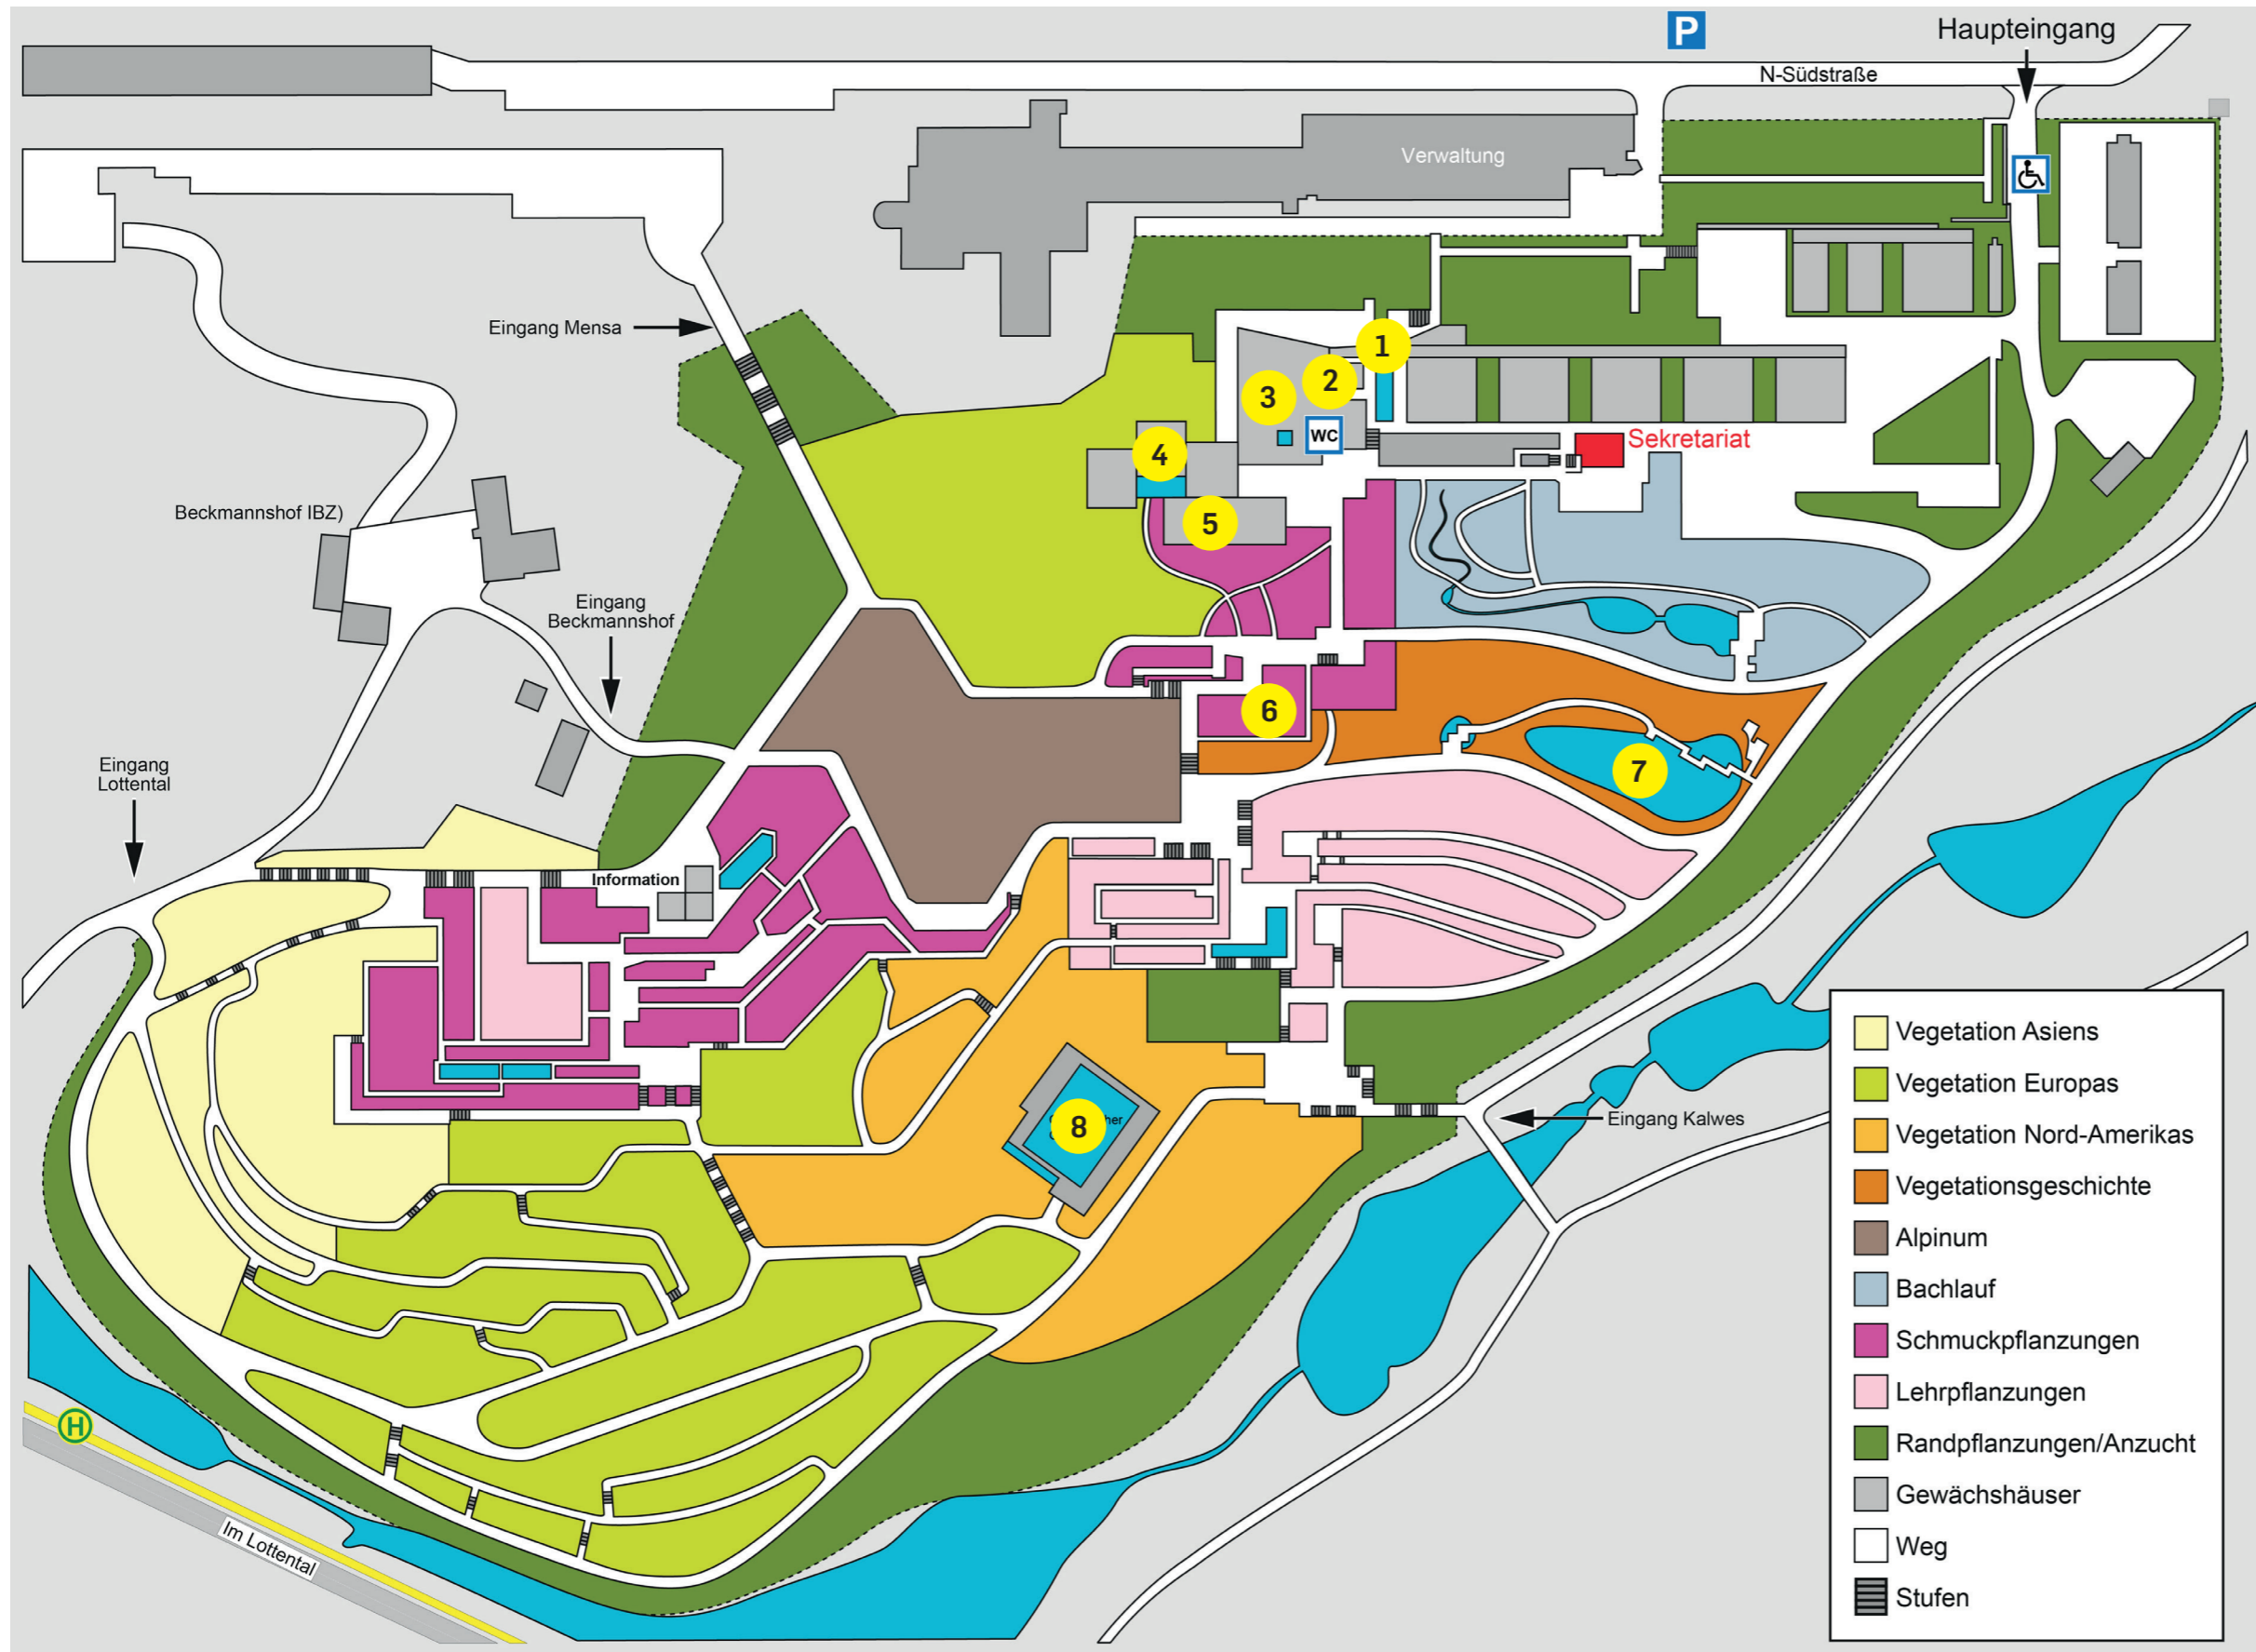 P
Haupteingang
N-Südstraße
Verwaltung
Eingang Mensa
1
2
3
WC
Sekretariat
4
5
Beckmannshof IBZ)
Eingang
Beckmannshof
6
7
Eingang
Lottental
Information
8
her
Eingang Kalwes
H
Im Lottental
Vegetation Asiens
Vegetation Europas
Vegetation Nord-Amerikas
Vegetationsgeschichte
Alpinum
Bachlauf
Schmuckpflanzungen
Lehrpflanzungen
Randpflanzungen/Anzucht
Gewächshäuser
Weg
Stufen